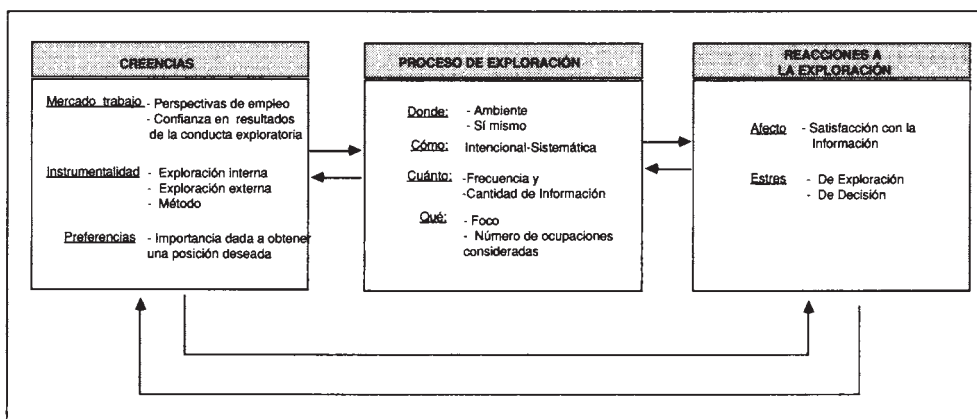 CREENCIAS
Mercado trabajo - Perspectivas de empleo
- Confianza en resultados
de la conducta exploratoria
Instrumentalidad - Exploración interna
- Exploración externa
- Método
Preferencias - Importancia dada a obtener
una posición deseada
PROCESO DE EXPLORACIÓN
Donde: - Ambiente
- Sí mismo
Cómo: Intencional-Sistemática
Cuánto: -Frecuencia y
-Cantidad de Información
Qué: - Foco
- Número de ocupaciones
consideradas
REACCIONES A
LA EXPLORACIÓN
Afecto - Satisfacción con la
Información
Estres - De Exploración
- De Decisión